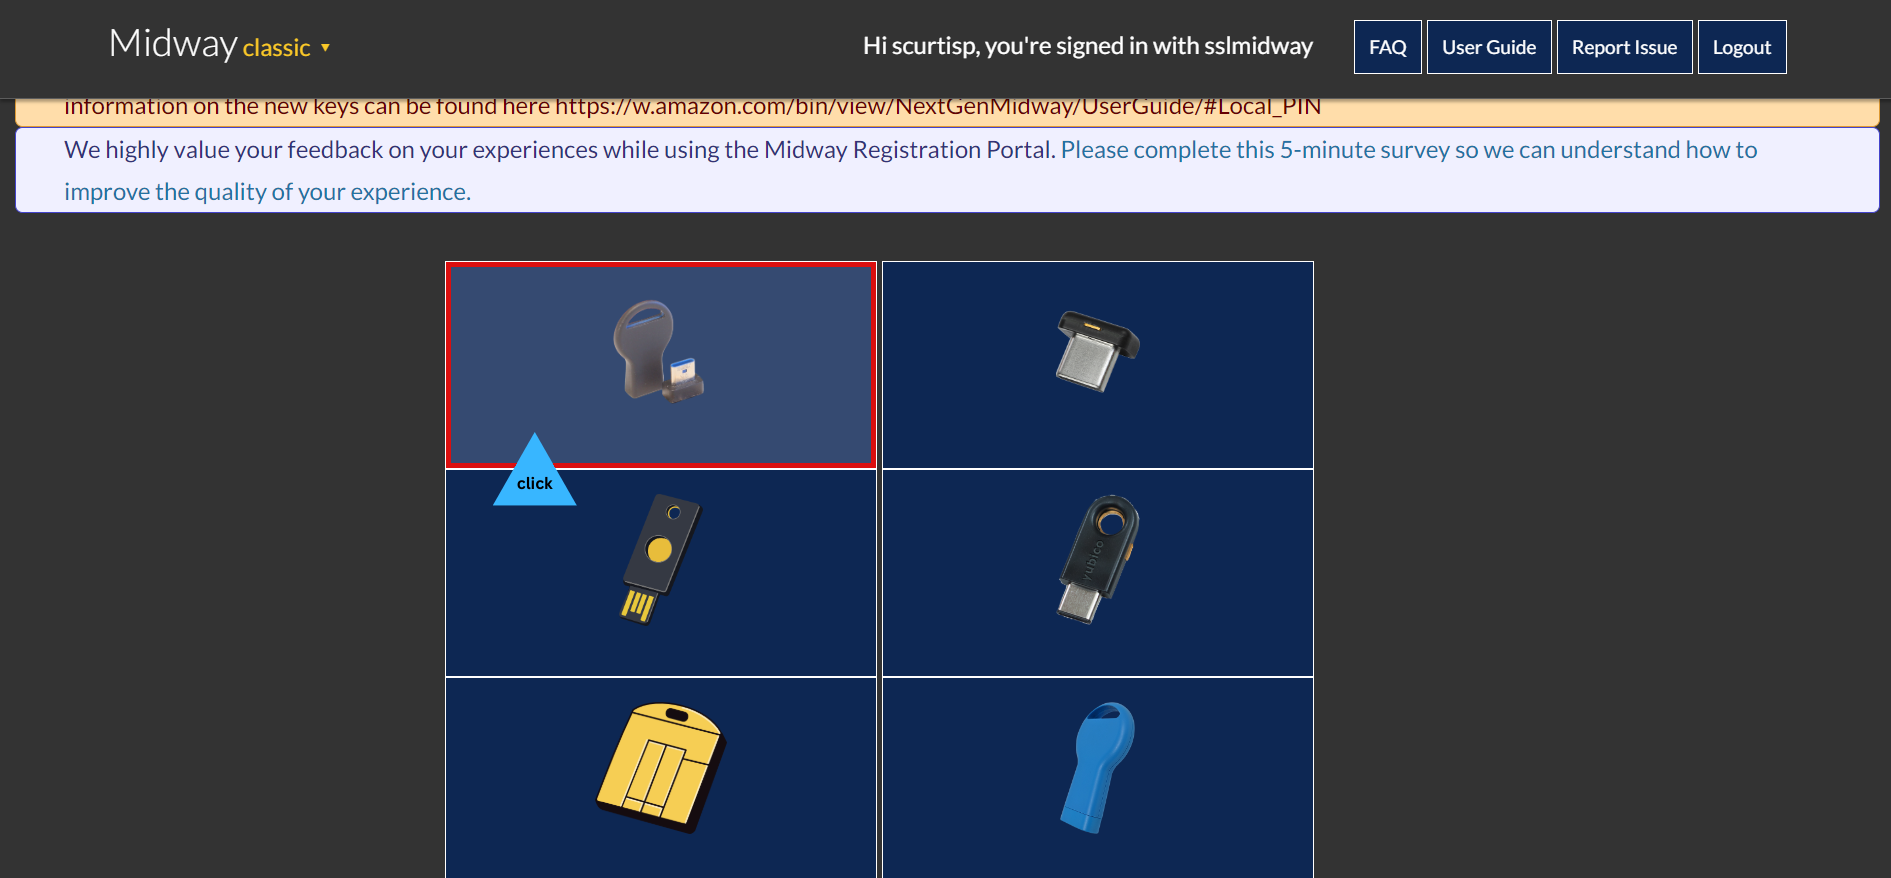 Midway classic ▼
Hi scurtisp, you're signed in with sslmidway
FAQ
User Guide
Report Issue
Logout
information on the new keys can be found here https://w.amazon.com/bin/view/NextGenMidway/UserGuide/#Local_PIN
We highly value your feedback on your experiences while using the Midway Registration Portal. Please complete this 5-minute survey so we can understand how to
improve the quality of your experience.
click
yubico